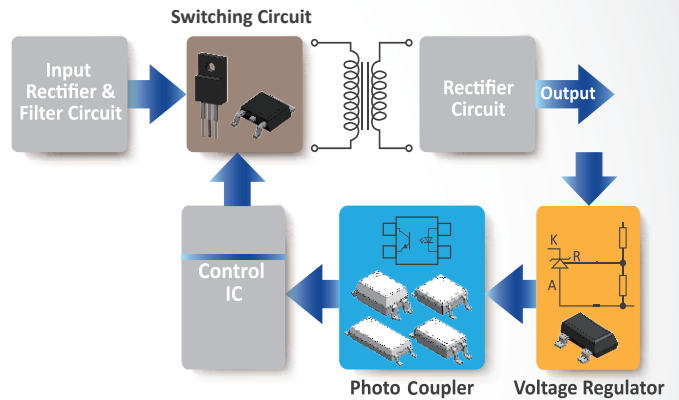 Switching Circuit
Input
Rectifier &
Filter Circuit
Rectifier
Circuit
Output
Control
IC
K
R
A
Photo Coupler
Voltage Regulator